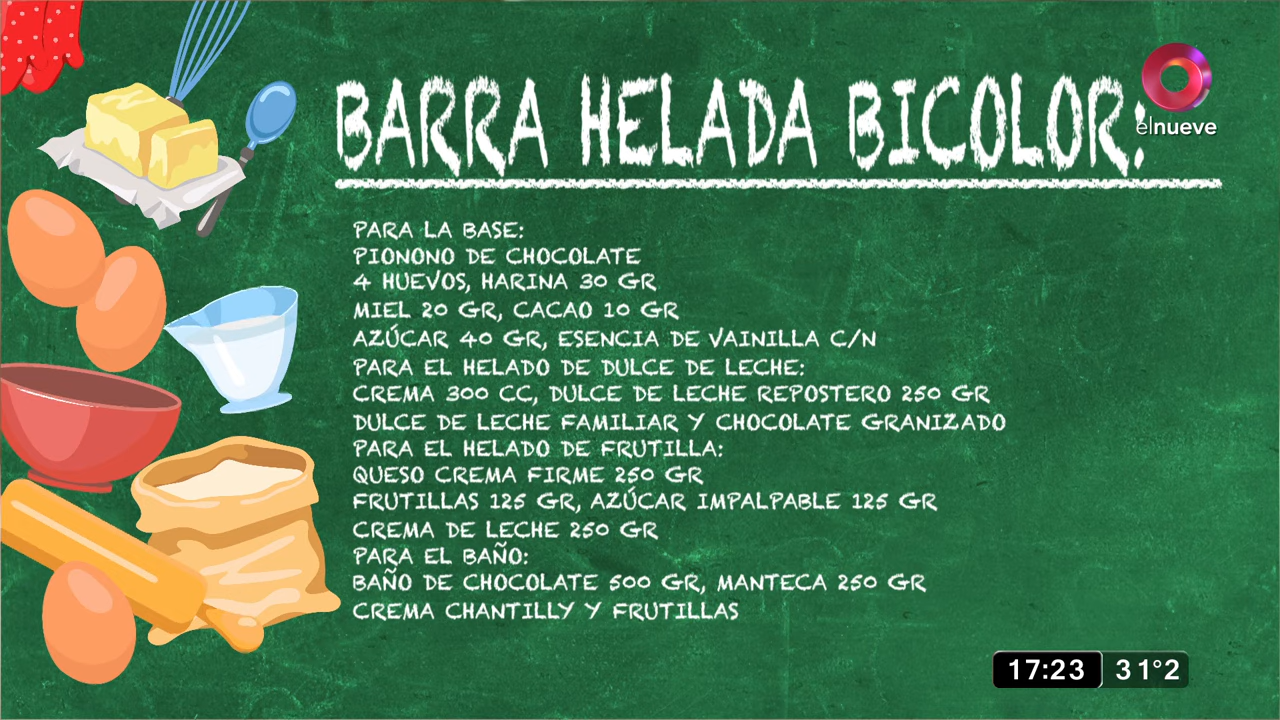 BARRA HELADA BICOLOR:
elnueve
PARA LA BASE:
PIONONO DE CHOCOLATE
4 HUEVOS, HARINA 30 GR
MIEL 20 GR, CACAO 10 GR
AZÚCAR 40 GR, ESENCIA DE VAINILLA C/N
PARA EL HELADO DE DULCE DE LECHE:
CREMA 300 CC, DULCE DE LECHE REPOSTERO 250 GR
DULCE DE LECHE FAMILIAR Y CHOCOLATE GRANIZADO
PARA EL HELADO DE FRUTILLA:
QUESO CREMA FIRME 250 GR
FRUTILLAS 125 GR, AZÚCAR IMPALPABLE 125 GR
CREMA DE LECHE 250 GR
PARA EL BAÑO:
BAÑO DE CHOCOLATE 500 GR, MANTECA 250 GR
CREMA CHANTILLY Y FRUTILLAS
17:23 31°2